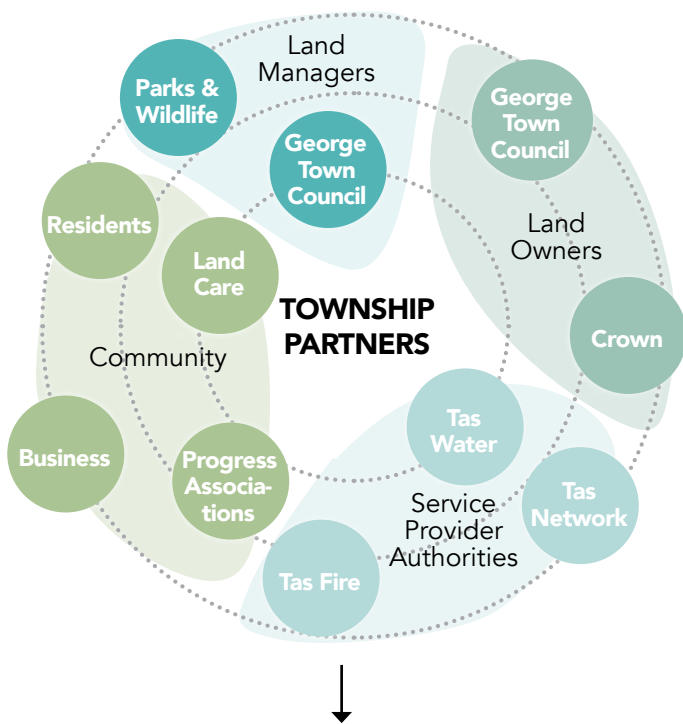 Land
Managers
Parks &
Wildlife
George
Town
Council
George
Town
Council
Land
Owners
Crown
Residents
Land
Care
Community
Business
Progress
Associa-
tions
TOWNSHIP
PARTNERS
Tas
Water
Service
Provider
Authorities
Tas
Network
Tas Fire